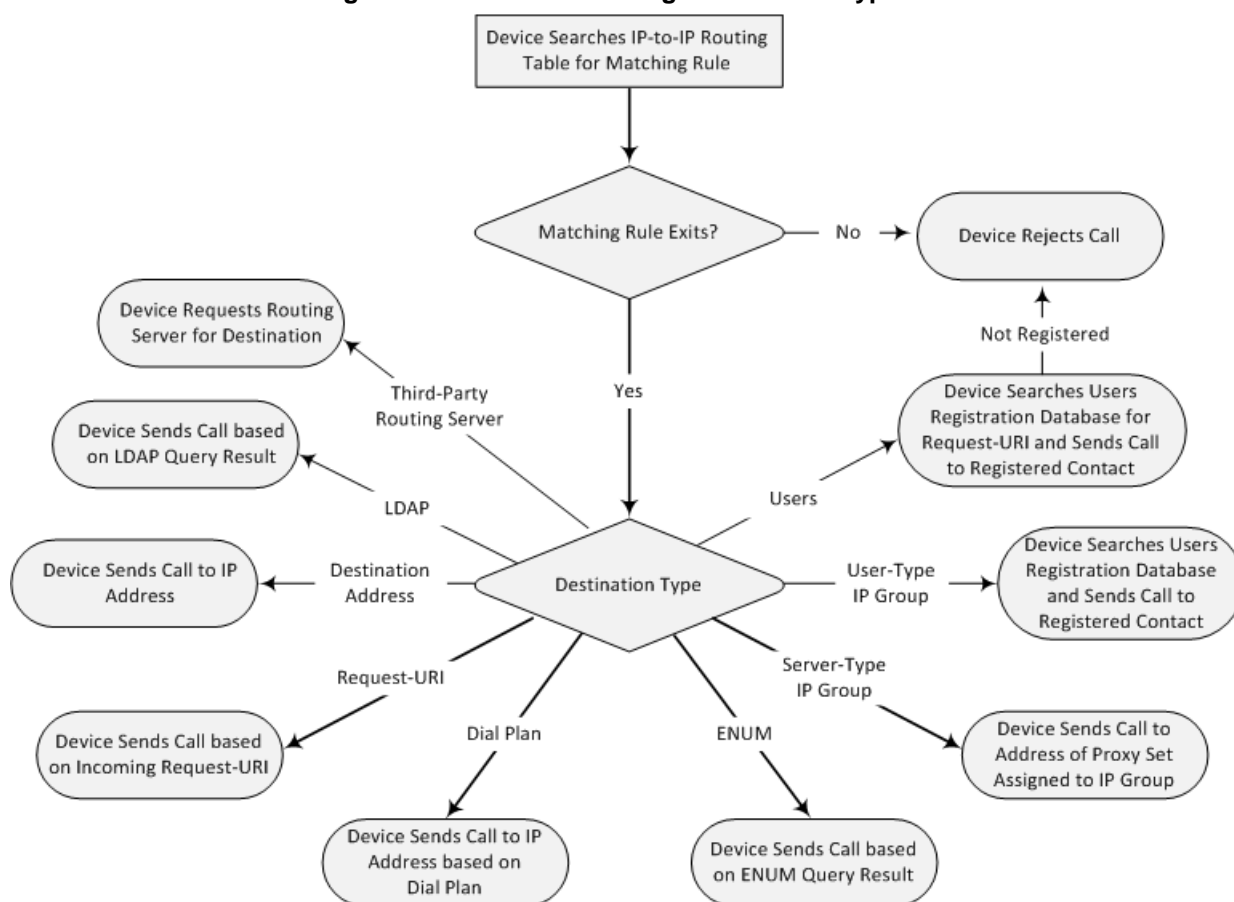 Device Searches IP-to-IP Routing
Table for Matching Rule
Matching Rule Exits?
No
Device Rejects Call
Device Requests Routing
Server for Destination
Not Registered
Third-Party
Routing Server
Yes
Device Searches Users
Registration Database for
Request-URI and Sends Call
to Registered Contact
Device Sends Call based
on LDAP Query Result
LDAP
Users
Device Sends Call to IP
Address
Destination
Address
Destination Type
User-Type
IP Group
Device Searches Users
Registration Database
and Sends Call to
Registered Contact
Request-URI
Server-Type
IP Group
Device Sends Call based
on Incoming Request-URI
Dial Plan
ENUM
Device Sends Call to
Address of Proxy Set
Assigned to IP Group
Device Sends Call to IP
Address based on
Dial Plan
Device Sends Call based
on ENUM Query Result